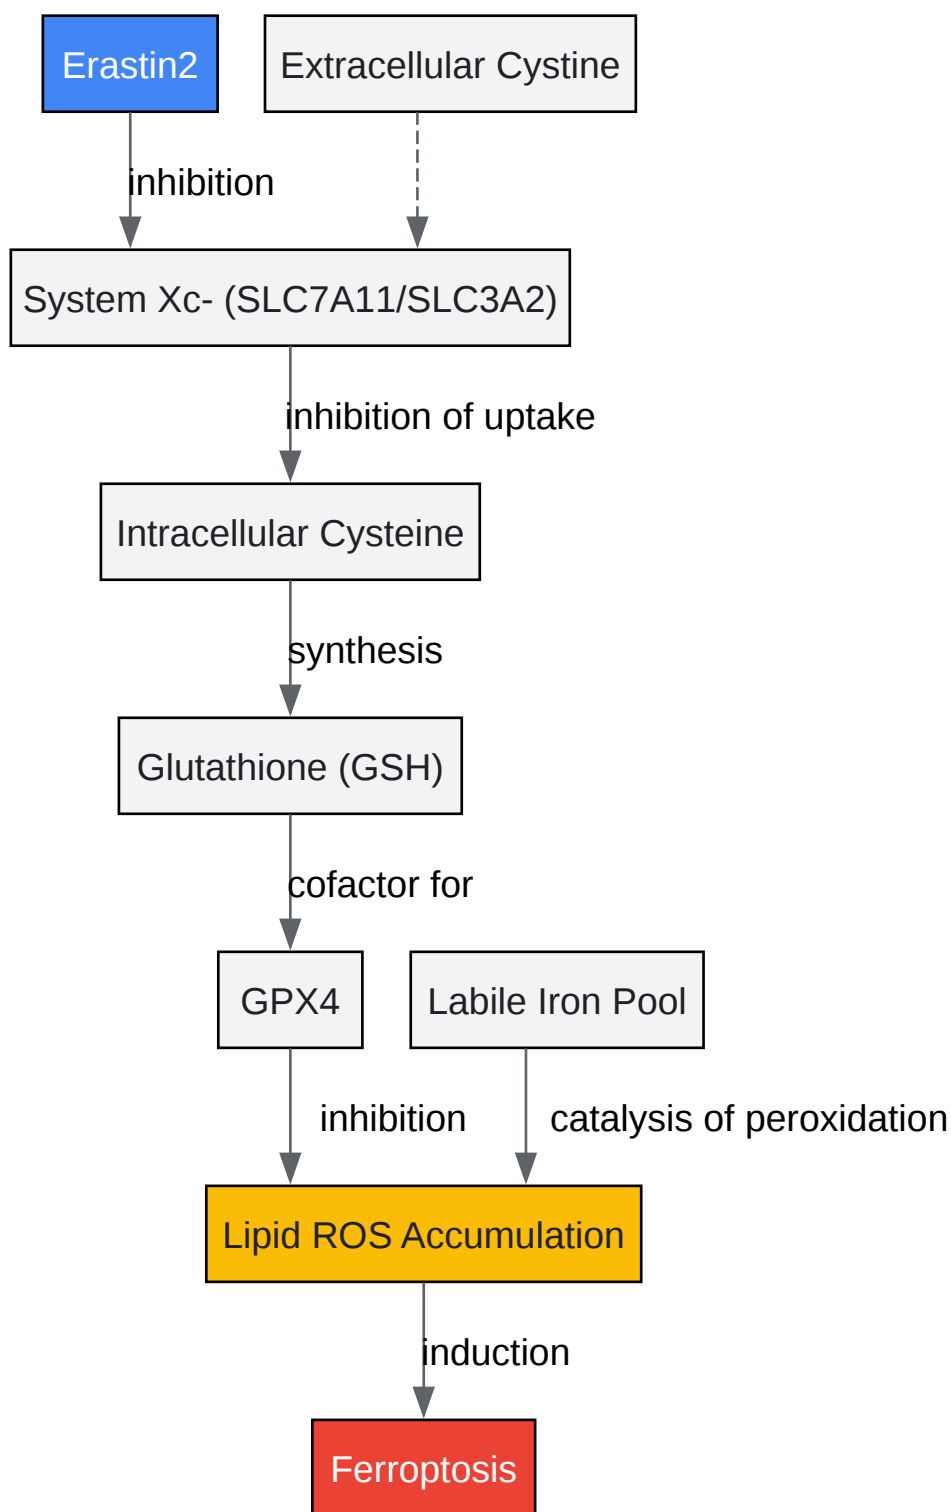 Erastin2
Extracellular Cystine
inhibition
System Xc- (SLC7A11/SLC3A2)
inhibition of uptake
Intracellular Cysteine
synthesis
Glutathione (GSH)
cofactor for
GPX4
Labile Iron Pool
inhibition
catalysis of peroxidation
Lipid ROS Accumulation
induction
Ferroptosis